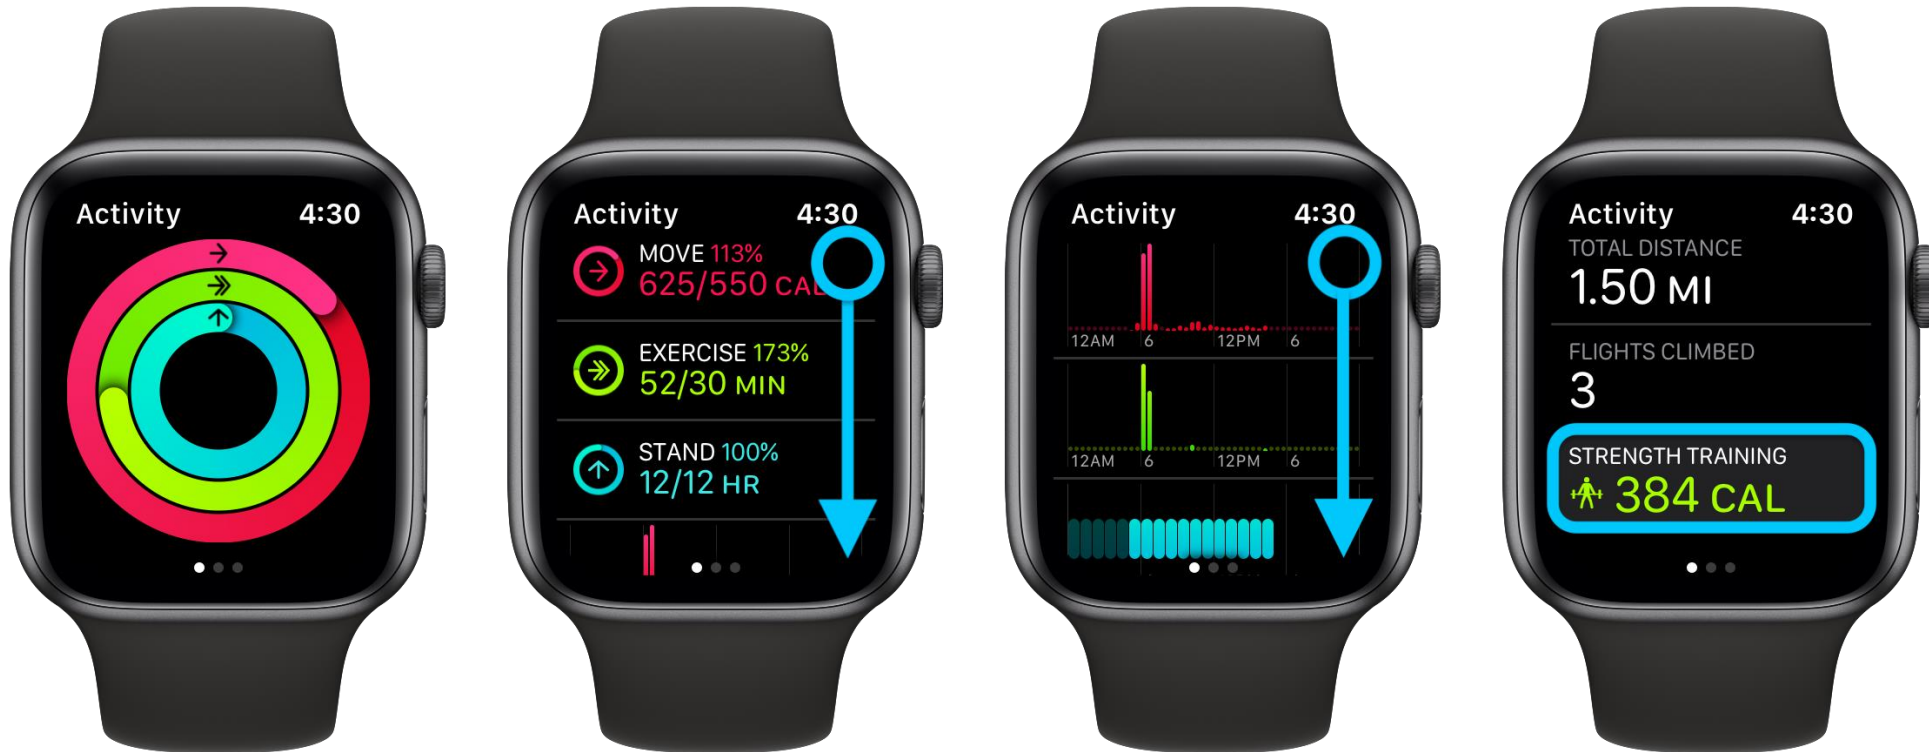 Activity 4:30
Activity 4:30
MOVE 113%
625/550 CAL
EXERCISE 173%
52/30 MIN
STAND 100%
12/12 HR
Activity 4:30
12AM 6 12PM 6
12AM 6 12PM 6
Activity 4:30
TOTAL DISTANCE
1.50 MI
FLIGHTS CLIMBED
3
STRENGTH TRAINING
384 CAL